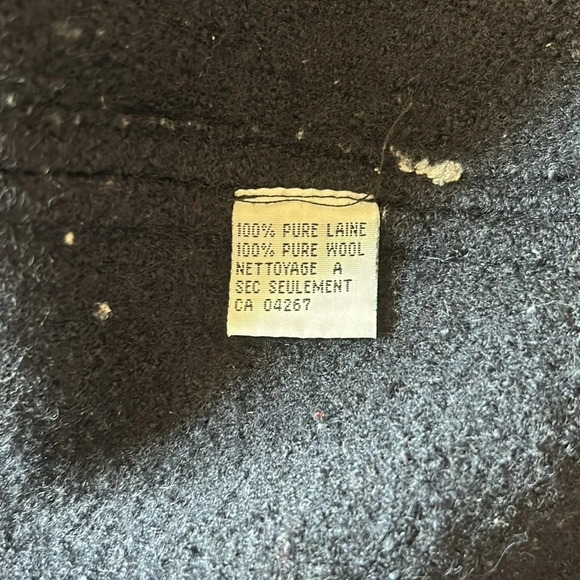 100% PURE LAINE
100% PURE WOOL
NETTOYAGE A
SEC SEULEMENT
CA 04267